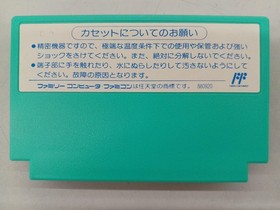 カセットについてのお願い
●精密機器ですので、極端な温度条件下での使用や保管および強い
ショックをさけてください。また、絶対に分解しないでください。
●端子部に手を触れたり、水にぬらしたりして汚さないようにして
ください。故障の原因となります。
ファミリーコンピュータ ファミコンは任天堂の商標です。